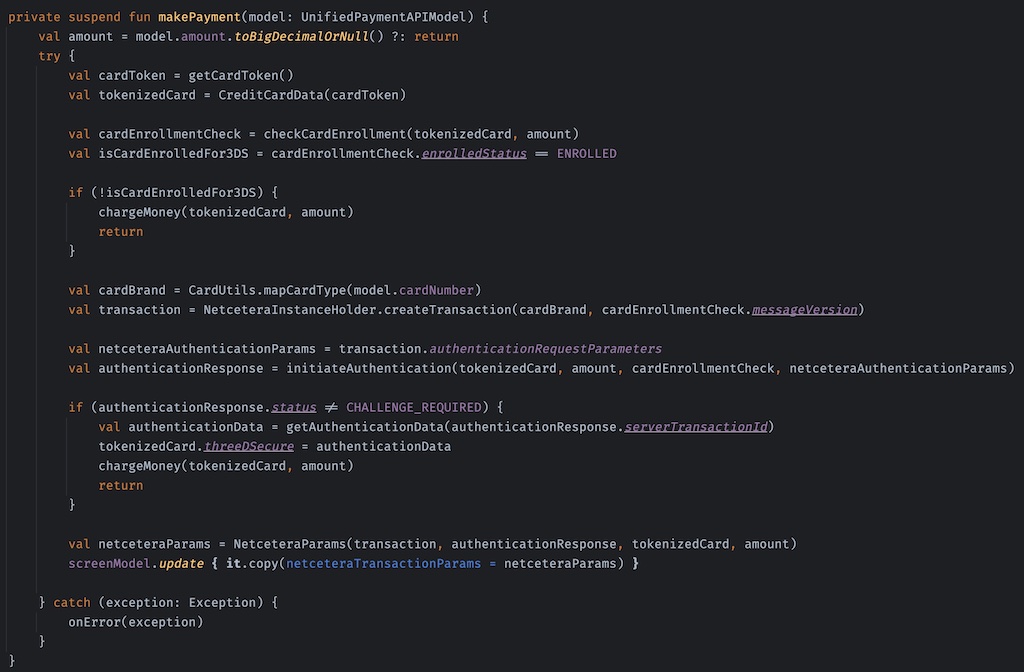 private suspend fun makePayment(model: UnifiedPaymentAPIModel) {
    val amount = model.amount.toBigDecimalOrNull() ?: return
    try {
        val cardToken = getCardToken()
        val tokenizedCard = CreditCardData(cardToken)

        val cardEnrollmentCheck = checkCardEnrollment(tokenizedCard, amount)
        val isCardEnrolledFor3DS = cardEnrollmentCheck.enrolledStatus == ENROLLED

        if (!isCardEnrolledFor3DS) {
            chargeMoney(tokenizedCard, amount)
            return
        }

        val cardBrand = CardUtils.mapCardType(model.cardNumber)
        val transaction = NetceteraInstanceHolder.createTransaction(cardBrand, cardEnrollmentCheck.messageVersion)

        val netceteraAuthenticationParams = transaction.authenticationRequestParameters
        val authenticationResponse = initiateAuthentication(tokenizedCard, amount, cardEnrollmentCheck, netceteraAuthenticationParams)

        if (authenticationResponse.status != CHALLENGE_REQUIRED) {
            val authenticationData = getAuthenticationData(authenticationResponse.serverTransactionId)
            tokenizedCard.threeDSecure = authenticationData
            chargeMoney(tokenizedCard, amount)
            return
        }

        val netceteraParams = NetceteraParams(transaction, authenticationResponse, tokenizedCard, amount)
        screenModel.update { it.copy(netceteraTransactionParams = netceteraParams) }

    } catch (exception: Exception) {
        onError(exception)
    }
}